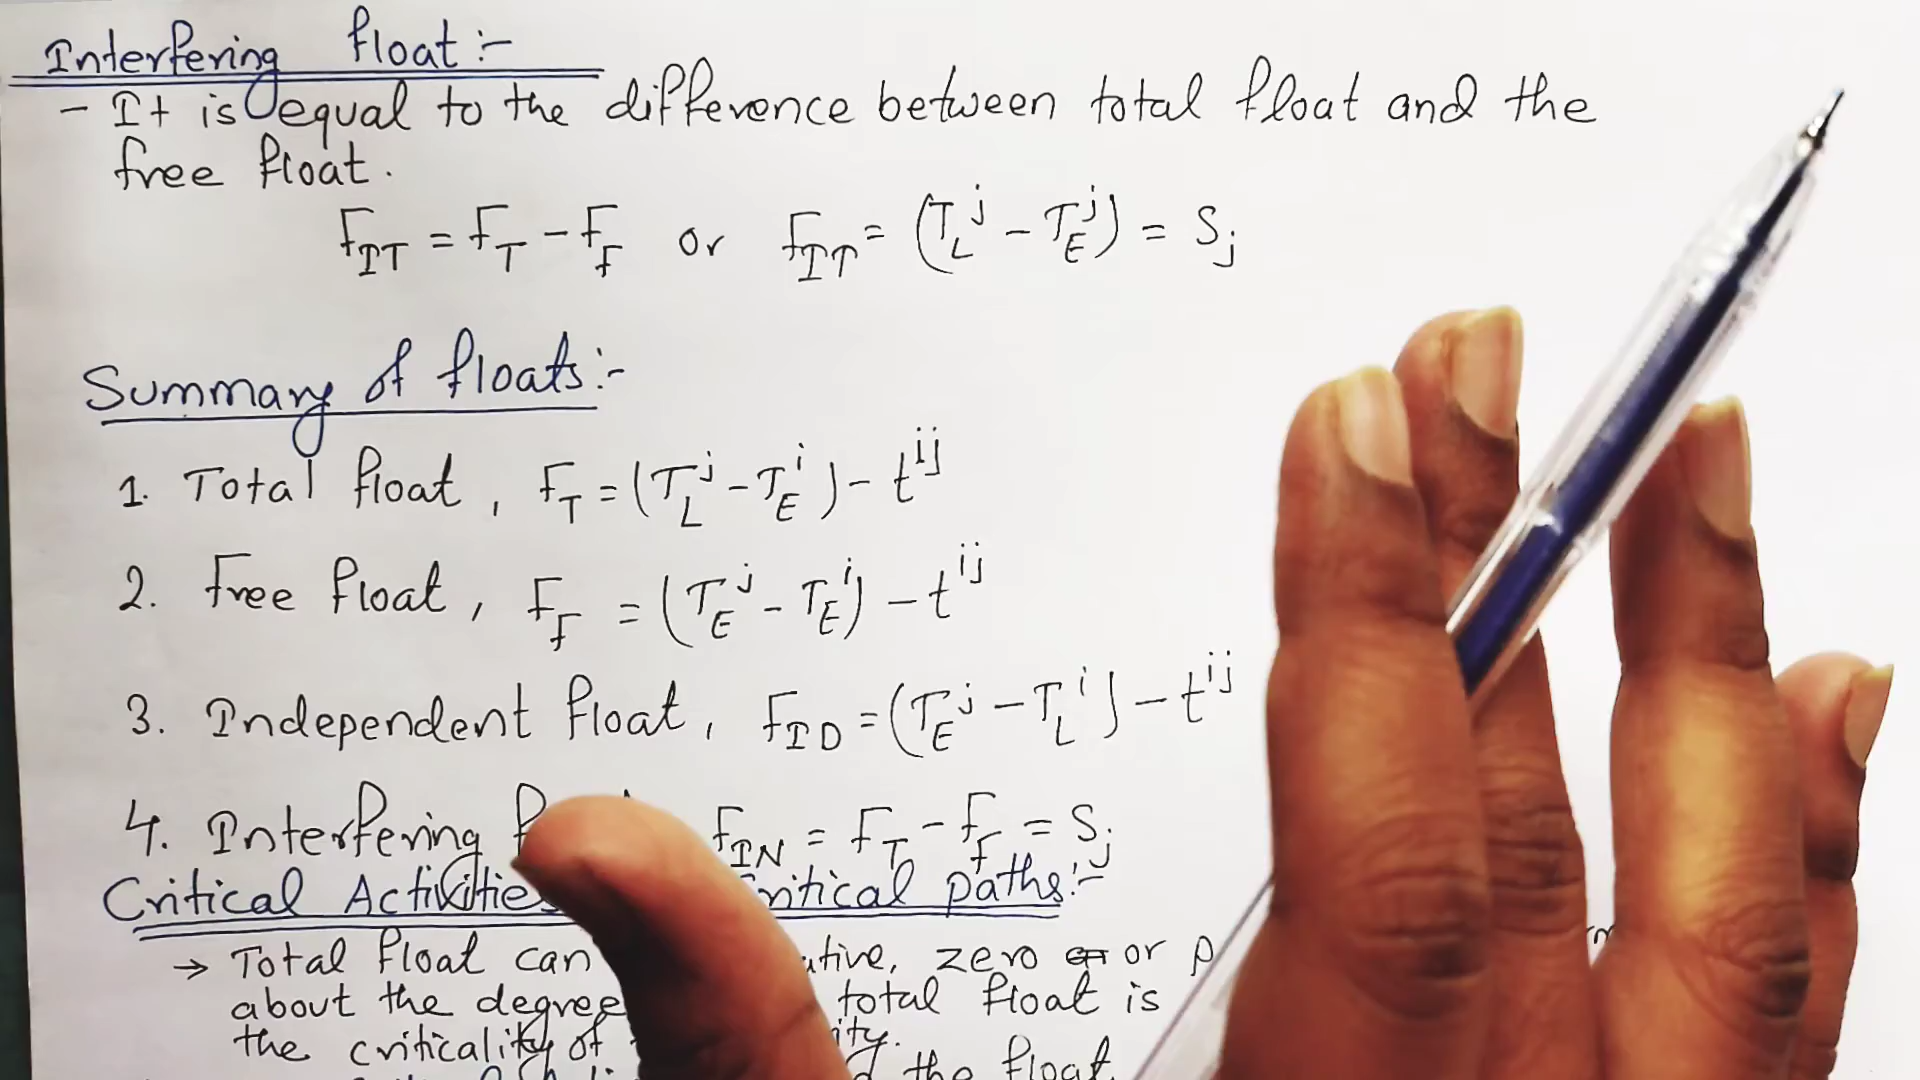 Interfering float :-
- It is equal to the difference between total float and the
free float.
F_IT = F_T - F_F or F_IT = (T_L^j - T_E^j) = S_j
Summary of floats :-
1. Total float, F_T = (T_L^j - T_E^i) - t^ij
2. Free float, F_F = (T_E^j - T_E^i) - t^ij
3. Independent float, F_ID = (T_E^j - T_L^i) - t^ij
4. Interfering F_IN = F_T - F_F = S_j
Critical paths :-
→ Total float can zero or
about the degree total float is
the criticality of
the float.